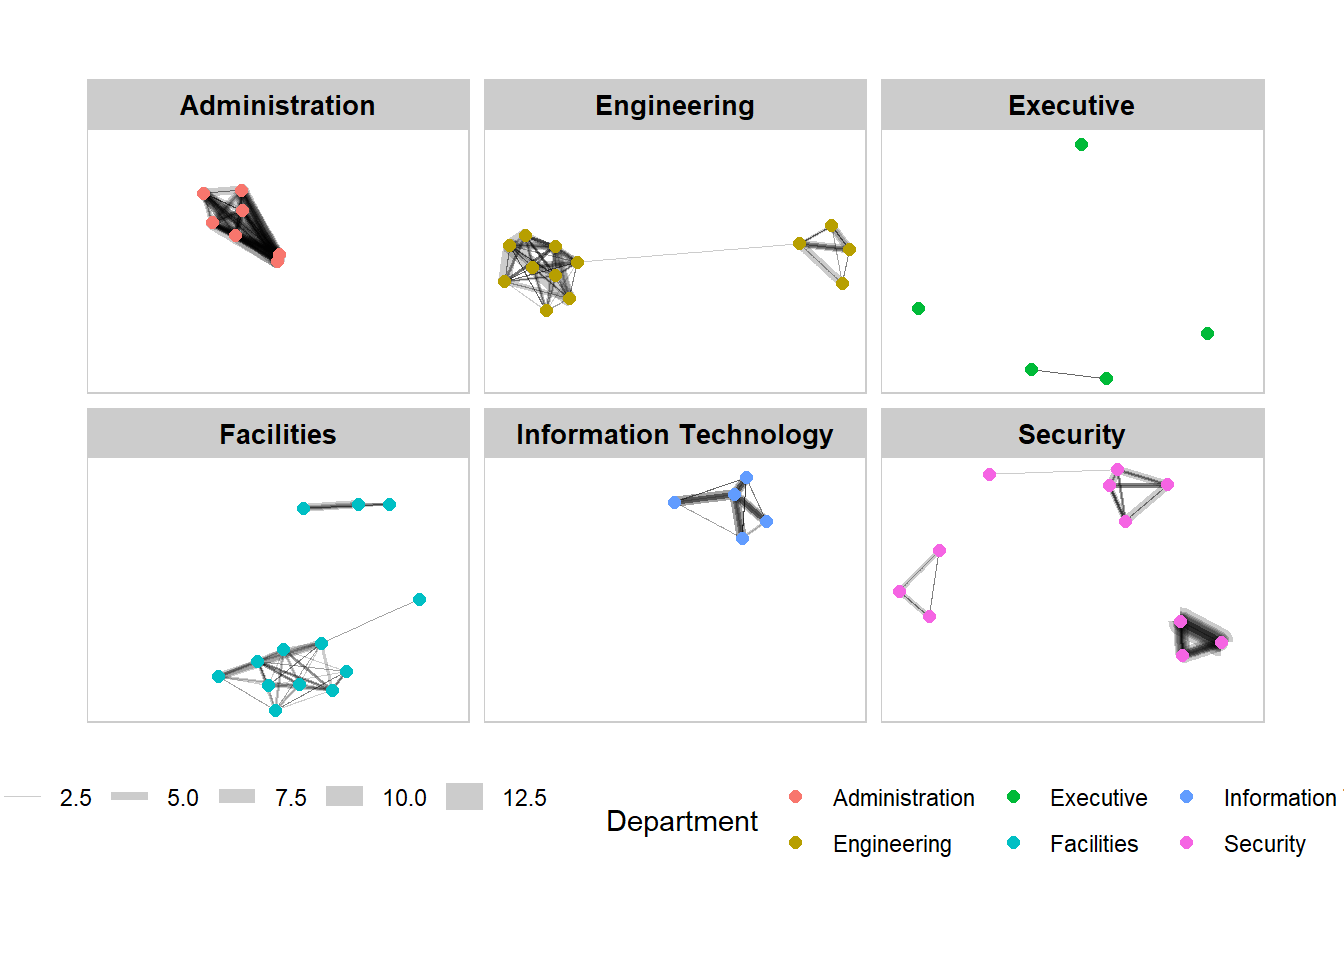 Administration
Engineering
Executive
Facilities
Information Technology
Security
2.5 5.0 7.5 10.0 12.5
Department
Administration Executive Information
Engineering Facilities Security